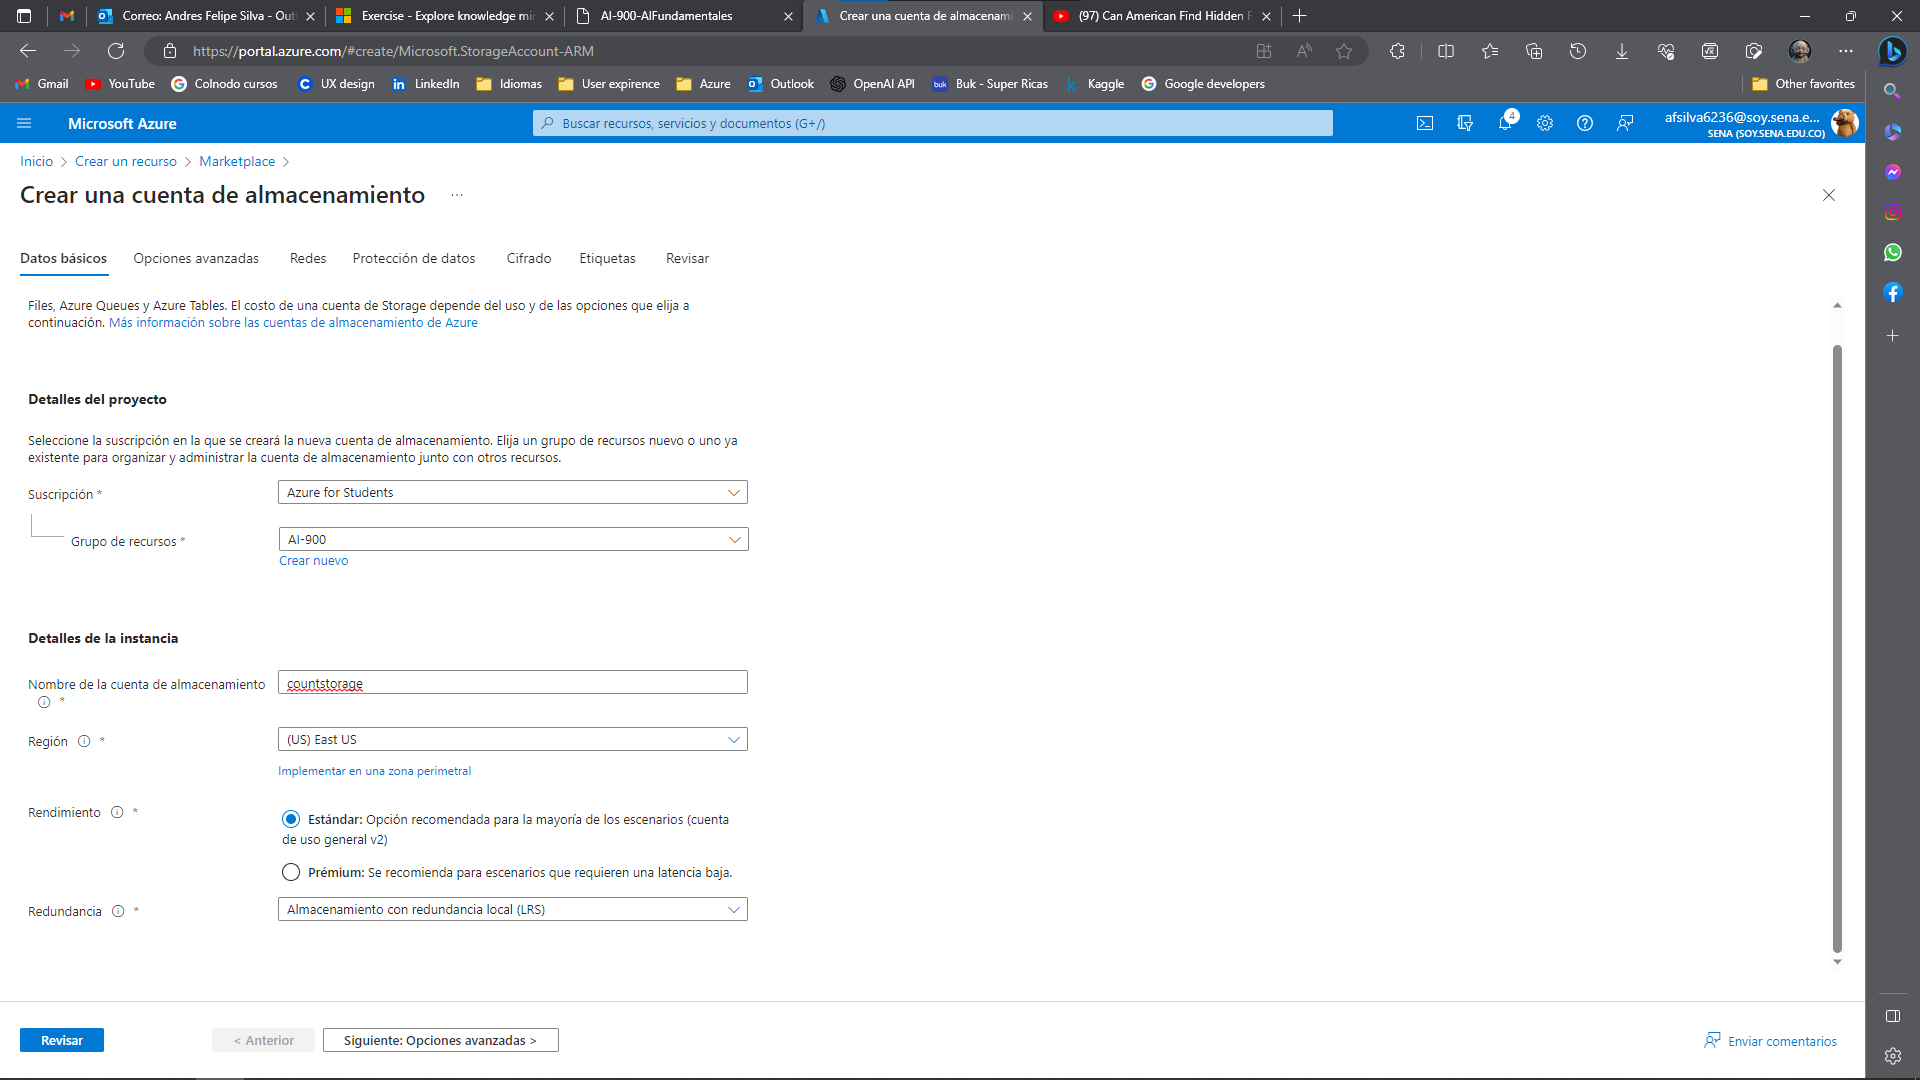 Correo: Andres Felipe Silva - Out
Exercise - Explore knowledge mi
AI-900-AIFundamentales
Crear una cuenta de almacenami
(97) Can American Find Hidden F
https://portal.azure.com/#create/Microsoft.StorageAccount-ARM
Gmail
YouTube
Colnodo cursos
UX design
LinkedIn
Idiomas
User expirence
Azure
Outlook
OpenAI API
buk
Buk - Super Ricas
Kaggle
Google developers
Other favorites
Microsoft Azure
Buscar recursos, servicios y documentos (G+/)
4
afsilva6236@soy.sena.e...
SENA (SOY.SENA.EDU.CO)
Inicio > Crear un recurso > Marketplace >
Crear una cuenta de almacenamiento ...
Datos básicos
Opciones avanzadas
Redes
Protección de datos
Cifrado
Etiquetas
Revisar
Files, Azure Queues y Azure Tables. El costo de una cuenta de Storage depende del uso y de las opciones que elija a
continuación. Más información sobre las cuentas de almacenamiento de Azure
Detalles del proyecto
Seleccione la suscripción en la que se creará la nueva cuenta de almacenamiento. Elija un grupo de recursos nuevo o uno ya
existente para organizar y administrar la cuenta de almacenamiento junto con otros recursos.
Suscripción *
Azure for Students
Grupo de recursos *
AI-900
Crear nuevo
Detalles de la instancia
Nombre de la cuenta de almacenamiento
*
countstorage
Región *
(US) East US
Implementar en una zona perimetral
Rendimiento *
Estándar: Opción recomendada para la mayoría de los escenarios (cuenta
de uso general v2)
Prémium: Se recomienda para escenarios que requieren una latencia baja.
Redundancia *
Almacenamiento con redundancia local (LRS)
Revisar
< Anterior
Siguiente: Opciones avanzadas >
Enviar comentarios